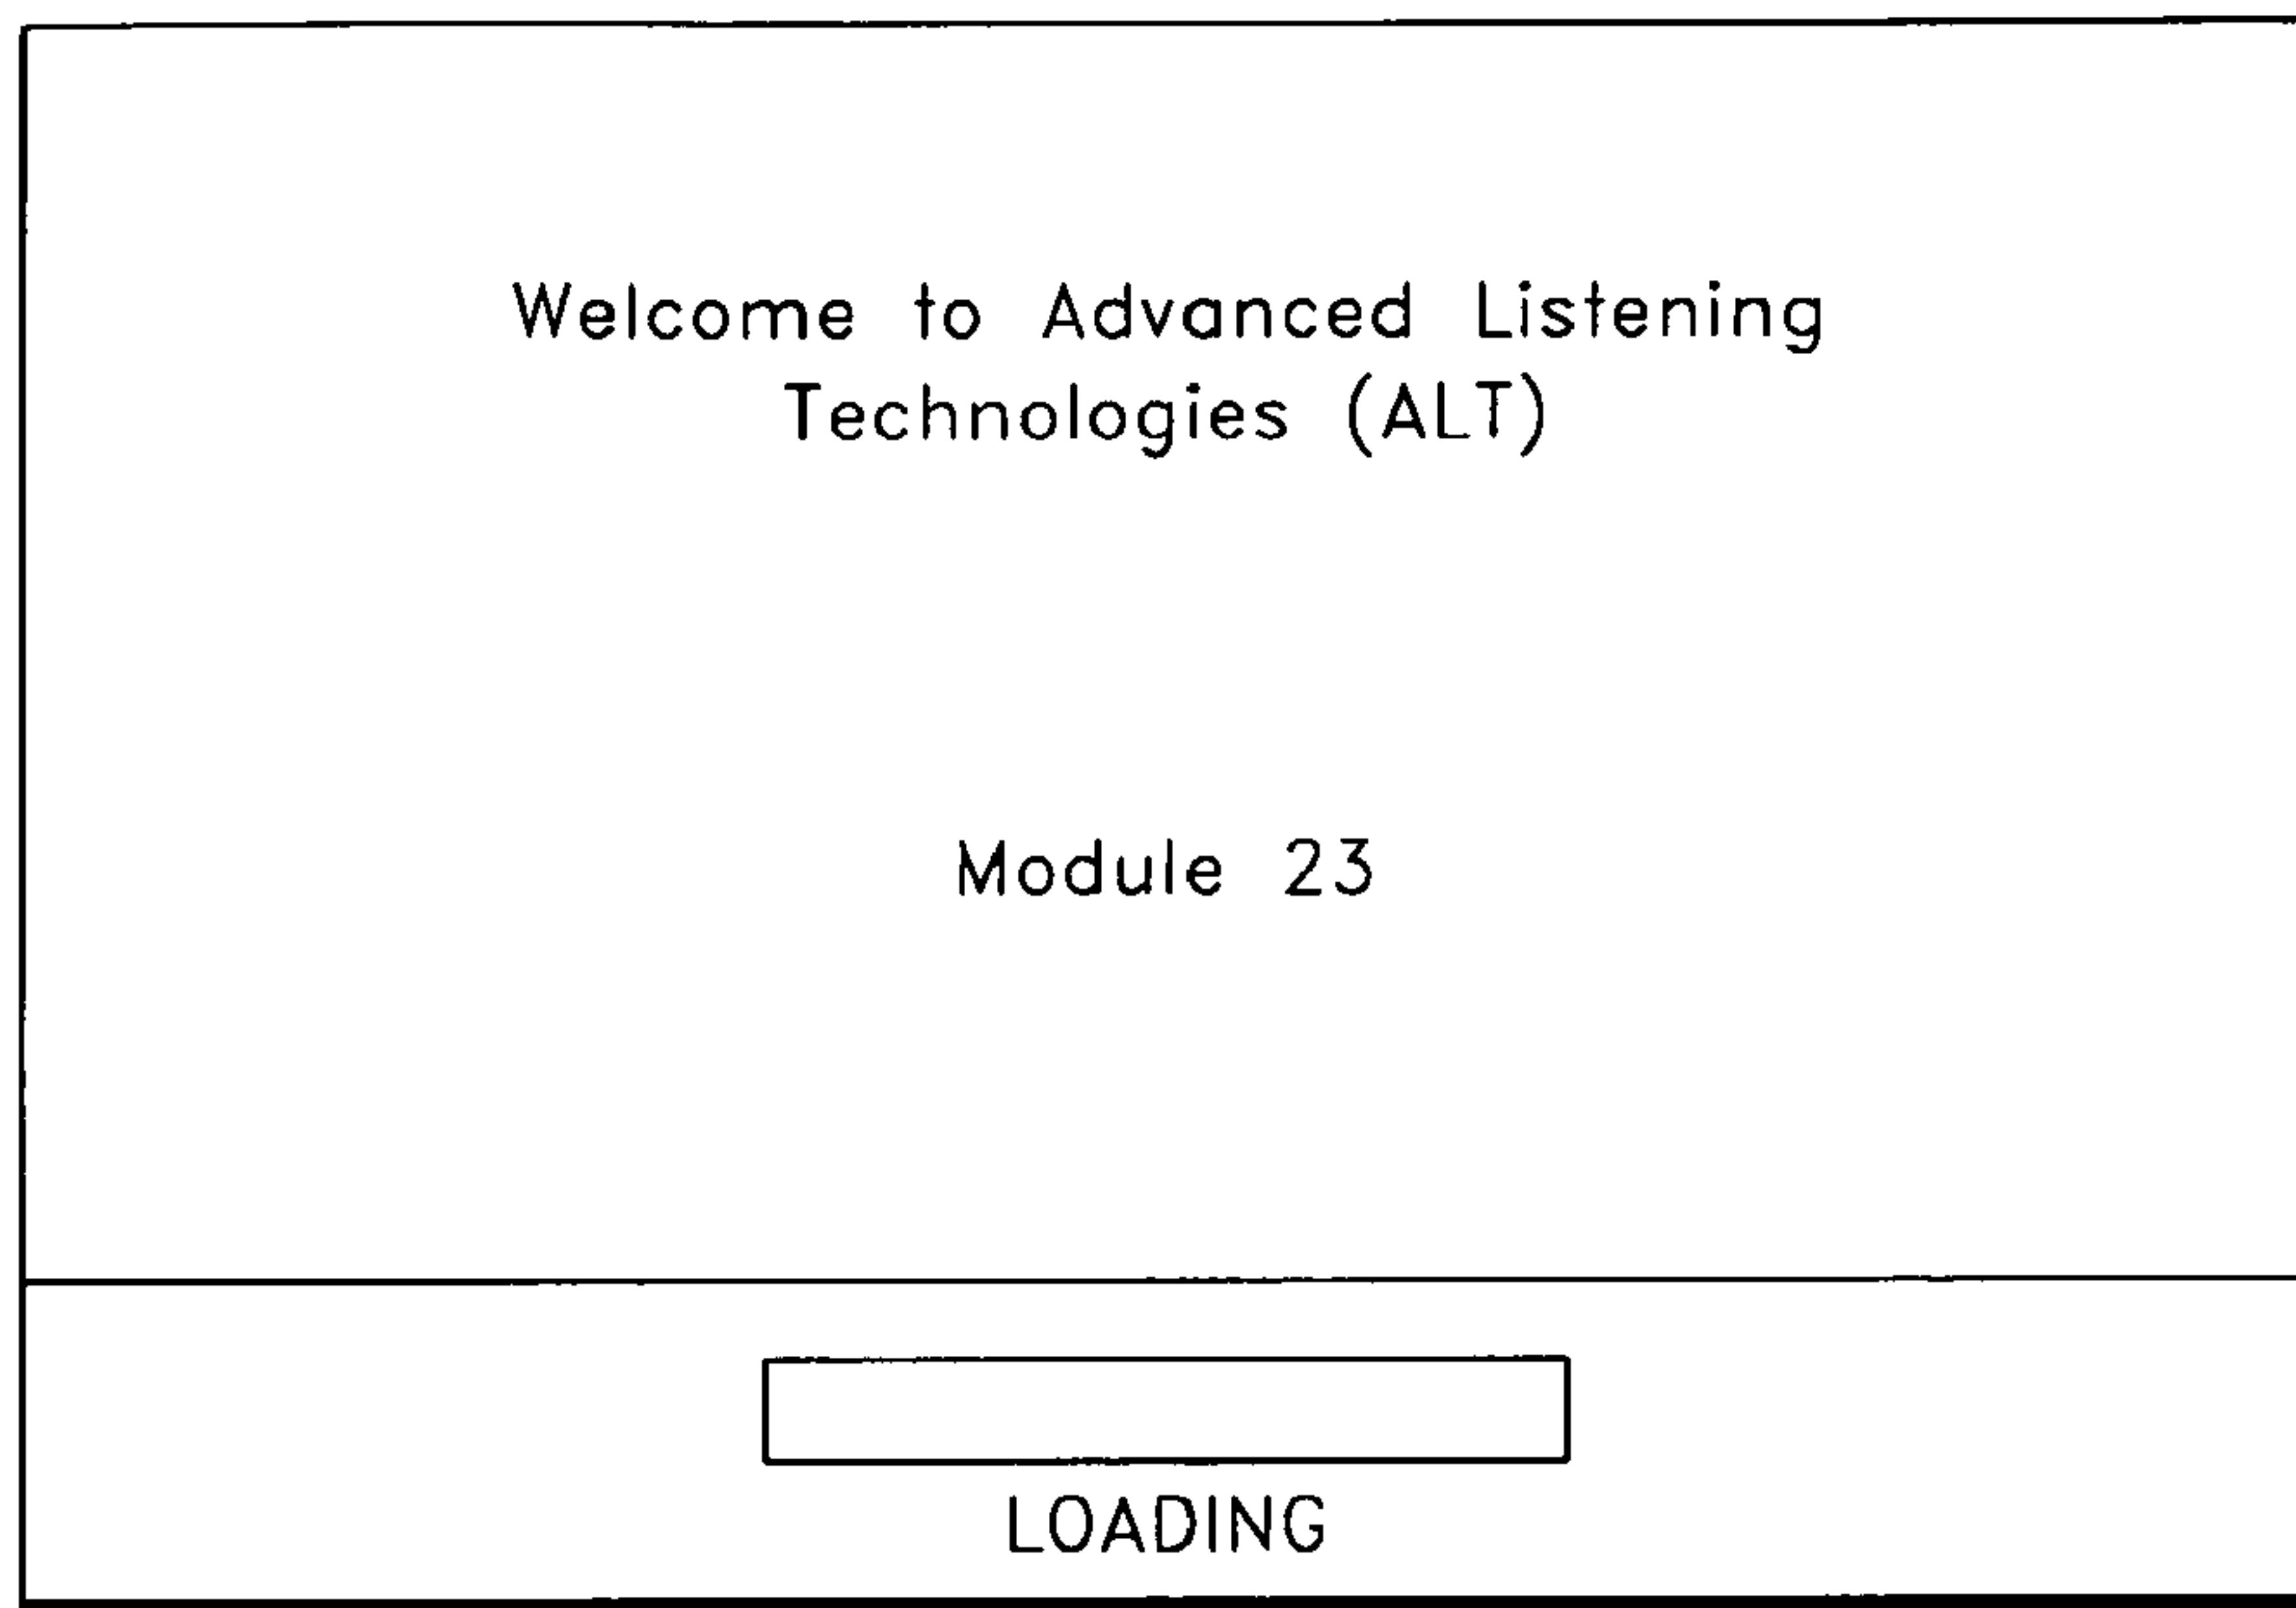 Welcome to Advanced Listening
Technologies (ALT)
Module 23
LOADING